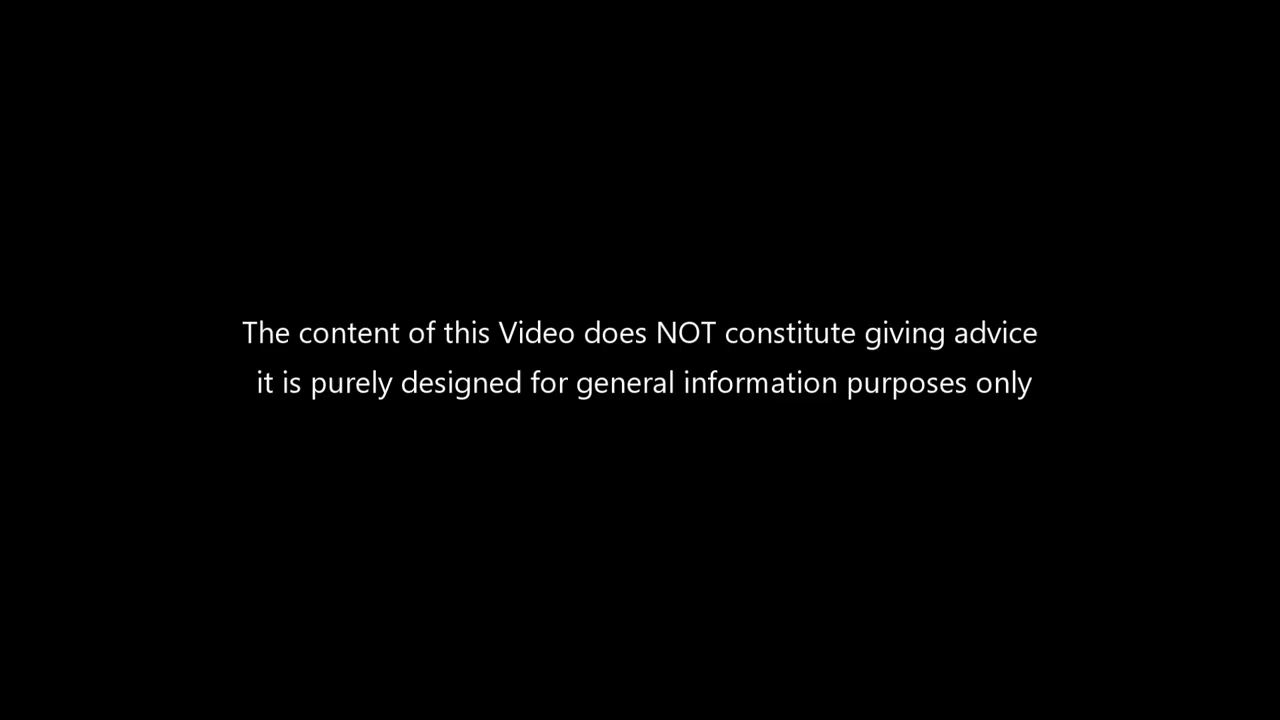 The content of this Video does NOT constitute giving advice
it is purely designed for general information purposes only